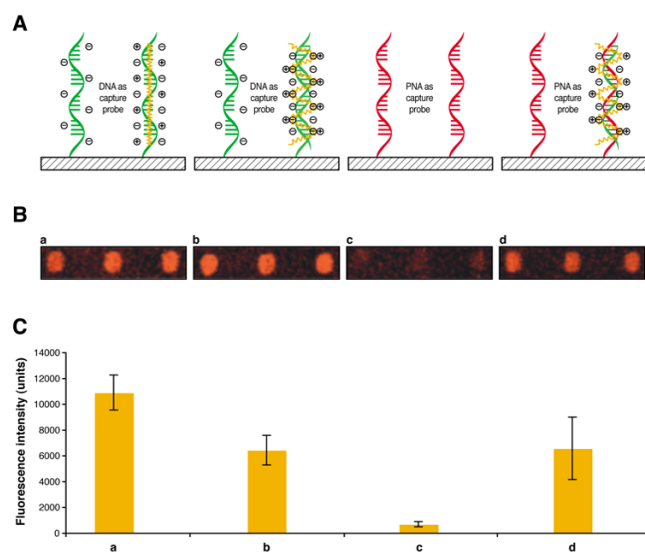 A
DNA as
capture
probe
DNA as
capture
probe
PNA as
capture
probe
PNA as
capture
probe
B
a
b
c
d
C
Fluorescence intensity (units)
14000
12000
10000
8000
6000
4000
2000
0
a
b
c
d